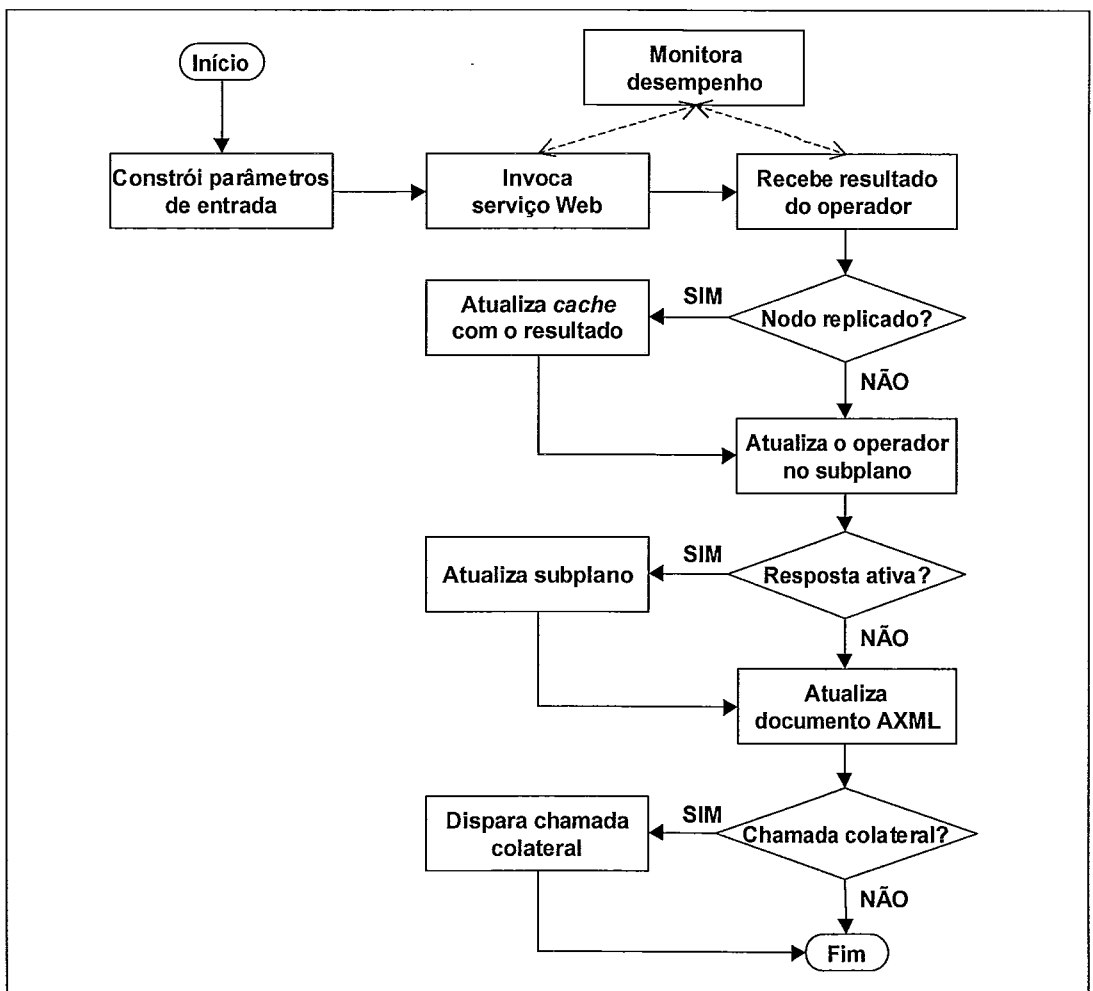 Início
Monitora
desempenho
Constrói parâmetros
de entrada
Invoca
serviço Web
Recebe resultado
do operador
Atualiza cache
com o resultado
SIM
Nodo replicado?
NÃO
Atualiza o operador
no subplano
Atualiza subplano
SIM
Resposta ativa?
NÃO
Atualiza
documento AXML
Dispara chamada
colateral
SIM
Chamada colateral?
NÃO
Fim